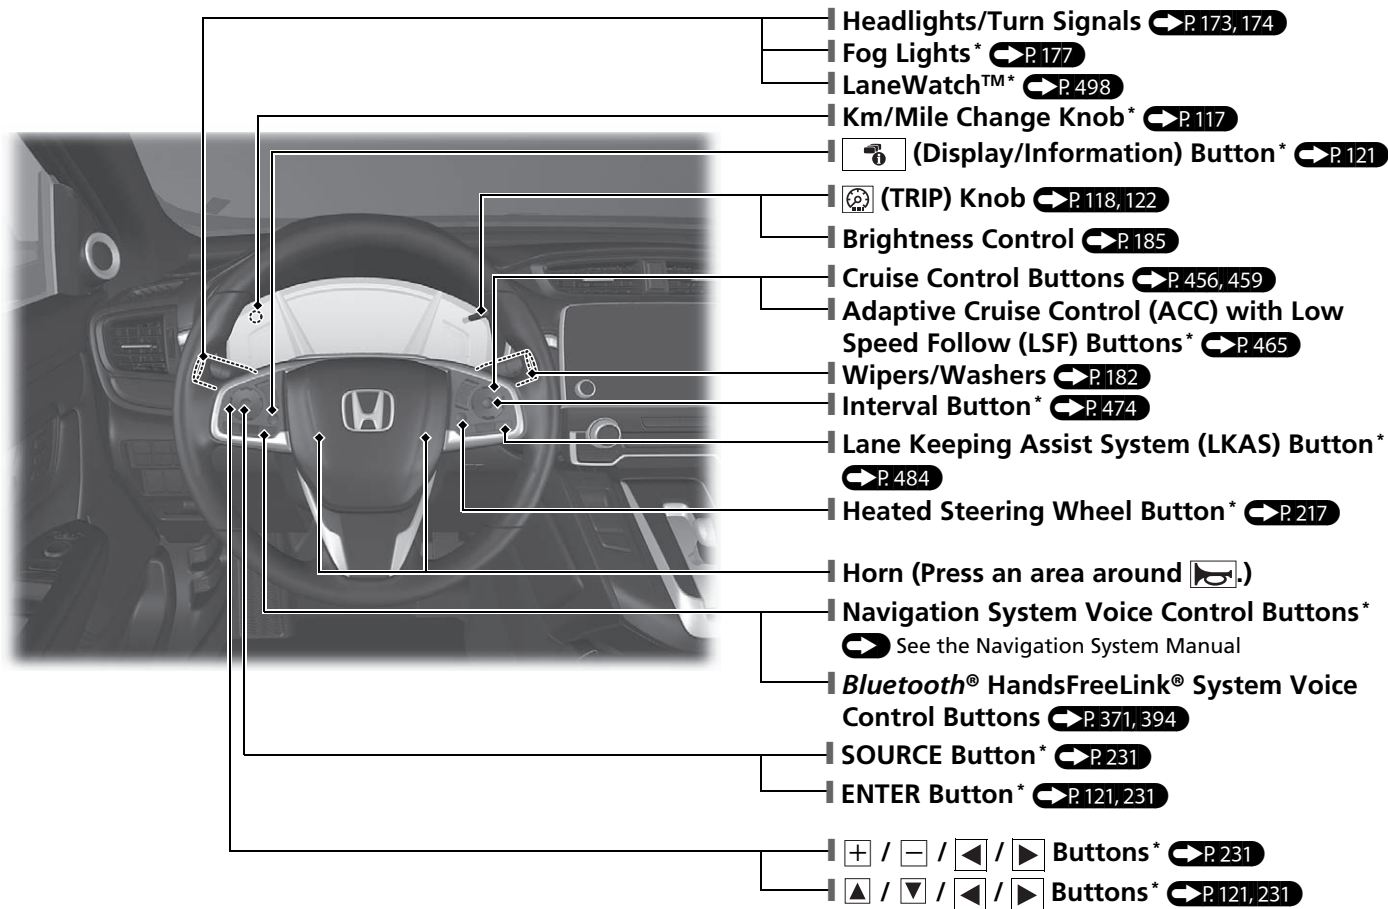 Headlights/Turn Signals P. 173, 174
Fog Lights* P. 177
LaneWatch™* P. 498
Km/Mile Change Knob* P. 117
(Display/Information) Button* P. 121
(TRIP) Knob P. 118, 122
Brightness Control P. 185
Cruise Control Buttons P. 456, 459
Adaptive Cruise Control (ACC) with Low
Speed Follow (LSF) Buttons* P. 465
Wipers/Washers P. 182
Interval Button* P. 474
Lane Keeping Assist System (LKAS) Button*
P. 484
Heated Steering Wheel Button* P. 217
Horn (Press an area around .)
Navigation System Voice Control Buttons*
See the Navigation System Manual
Bluetooth® HandsFreeLink® System Voice
Control Buttons P. 371, 394
SOURCE Button* P. 231
ENTER Button* P. 121, 231
+ / − / ◀ / ▶ Buttons* P. 231
▲ / ▼ / ◀ / ▶ Buttons* P. 121, 231